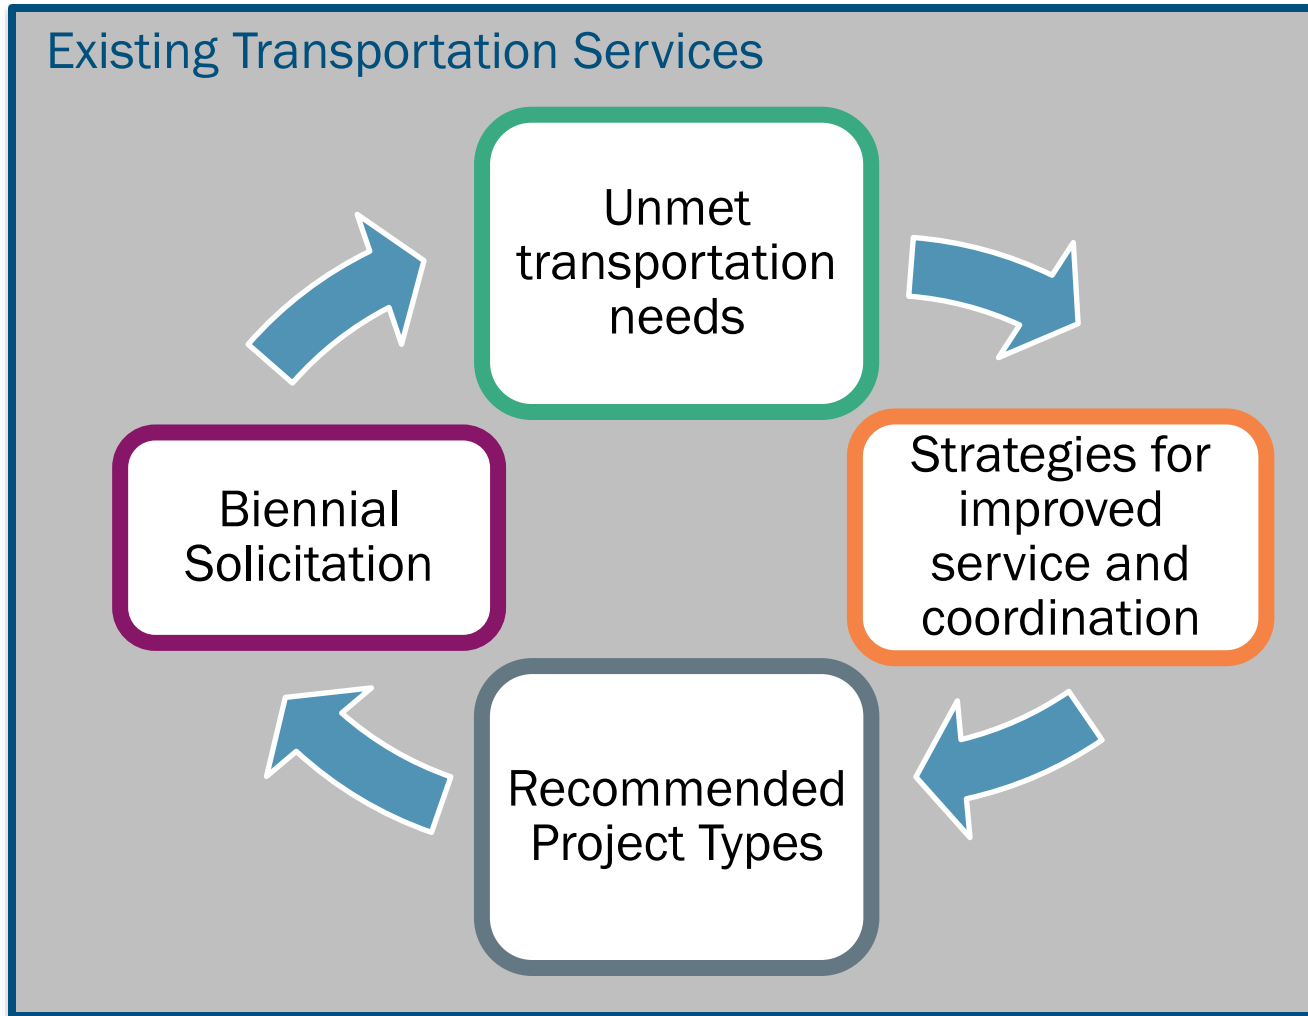 Existing Transportation Services
Unmet
transportation
needs
Strategies for
improved
service and
coordination
Biennial
Solicitation
Recommended
Project Types